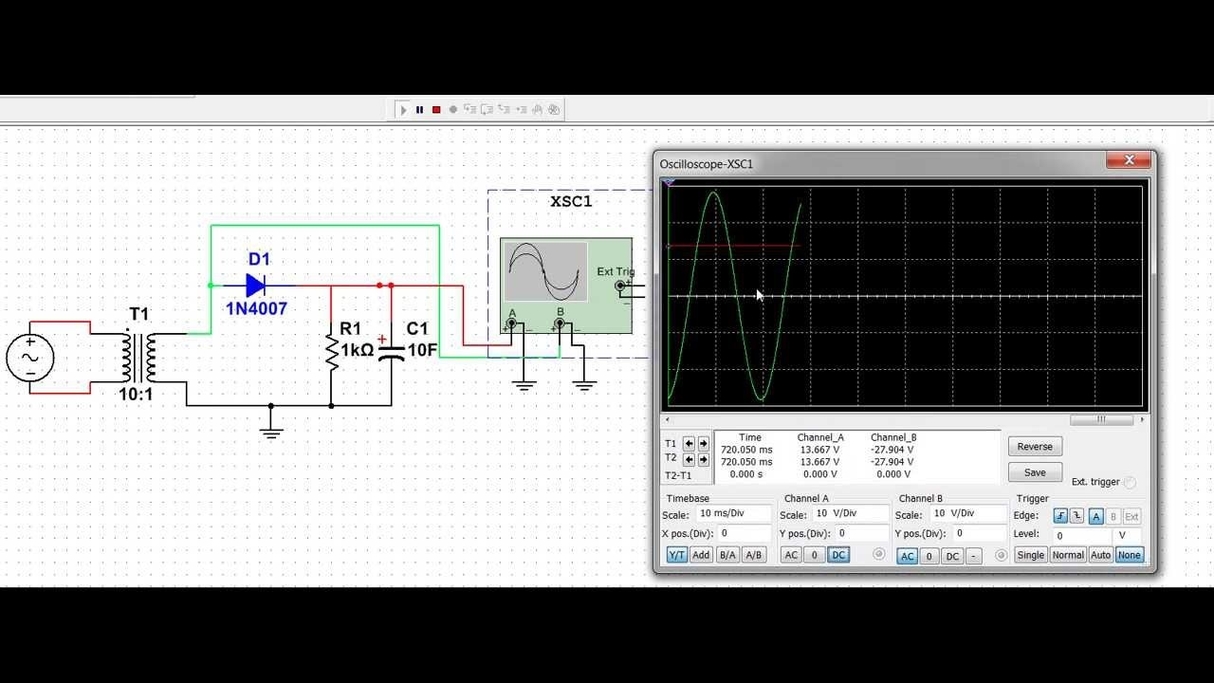 XSC1
D1
1N4007
T1
10:1
R1
1kΩ
C1
10F
Ext Trig
A
B
Oscilloscope-XSC1
Time Channel_A Channel_B
T1 720.050 ms 13.667 V -27.904 V
T2 720.050 ms 13.667 V -27.904 V
T2-T1 0.000 s 0.000 V 0.000 V
Reverse
Save
Ext. trigger
Timebase
Scale: 10 ms/Div
X pos.(Div): 0
Y/T Add B/A A/B
Channel A
Scale: 10 V/Div
Y pos.(Div): 0
AC 0 DC
Channel B
Scale: 10 V/Div
Y pos.(Div): 0
AC 0 DC -
Trigger
Edge: A B Ext
Level: 0 V
Single Normal Auto None